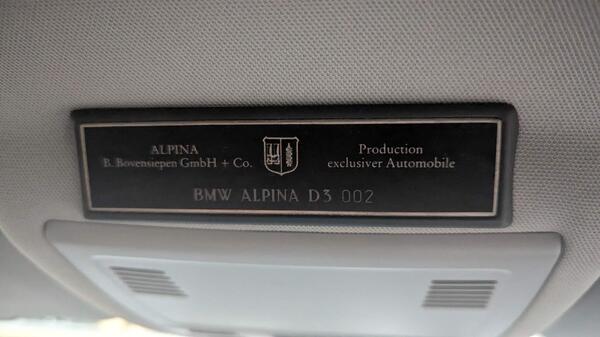 ALPINA
B. Bovensiepen GmbH + Co.
Production
exclusiver Automobile
BMW ALPINA D3 002